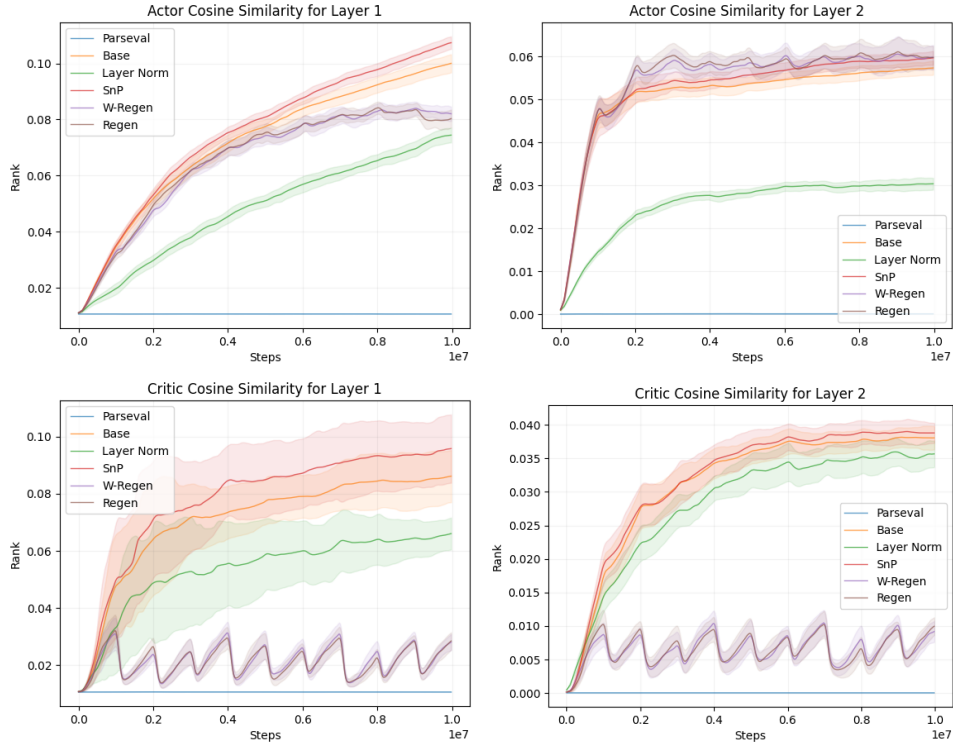 Actor Cosine Similarity for Layer 1
Rank
0.10
0.08
0.06
0.04
0.02
Parseval
Base
Layer Norm
SnP
W-Regen
Regen
0.0
0.2
0.4
0.6
0.8
1.0
1e7
Steps
Actor Cosine Similarity for Layer 2
Rank
0.06
0.05
0.04
0.03
0.02
0.01
0.00
Parseval
Base
Layer Norm
SnP
W-Regen
Regen
0.0
0.2
0.4
0.6
0.8
1.0
1e7
Steps
Critic Cosine Similarity for Layer 1
Rank
0.10
0.08
0.06
0.04
0.02
Parseval
Base
Layer Norm
SnP
W-Regen
Regen
0.0
0.2
0.4
0.6
0.8
1.0
1e7
Steps
Critic Cosine Similarity for Layer 2
Rank
0.040
0.035
0.030
0.025
0.020
0.015
0.010
0.005
0.000
Parseval
Base
Layer Norm
SnP
W-Regen
Regen
0.0
0.2
0.4
0.6
0.8
1.0
1e7
Steps